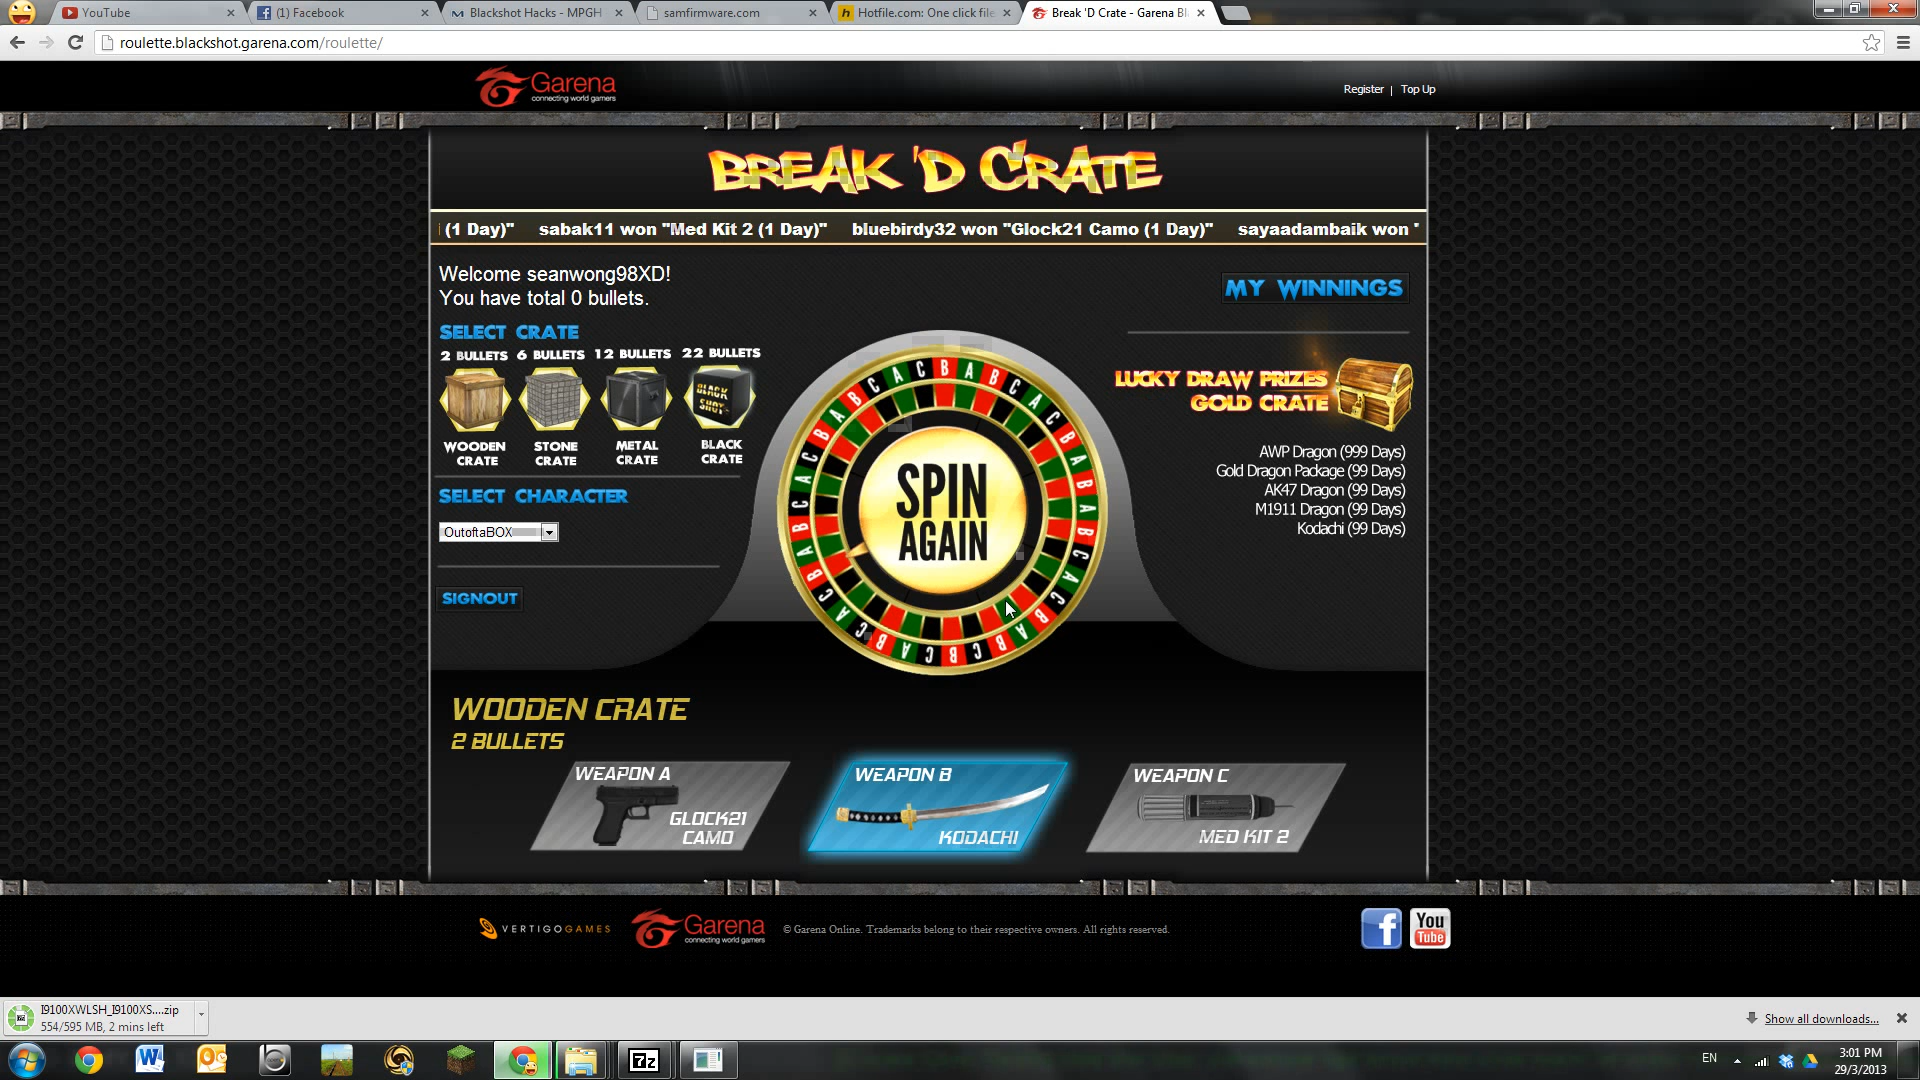 YouTube
(1) Facebook
Blackshot Hacks - MPGH
samfirmware.com
Hotfile.com: One click file
Break 'D Crate - Garena Bl
roulette.blackshot.garena.com/roulette/
Garena
connecting world gamers
Register | Top Up
BREAK 'D CRATE
(1 Day)" sabak11 won "Med Kit 2 (1 Day)" bluebirdy32 won "Glock21 Camo (1 Day)" sayaadambaik won "
Welcome seanwong98XD!
You have total 0 bullets.
MY WINNINGS
SELECT CRATE
2 BULLETS 6 BULLETS 12 BULLETS 22 BULLETS
BLACK SHOT
WOODEN CRATE
STONE CRATE
METAL CRATE
BLACK CRATE
LUCKY DRAW PRIZES
GOLD CRATE
AWP Dragon (999 Days)
Gold Dragon Package (99 Days)
AK47 Dragon (99 Days)
M1911 Dragon (99 Days)
Kodachi (99 Days)
SELECT CHARACTER
OutoftaBOX
SIGNOUT
SPIN
AGAIN
WOODEN CRATE
2 BULLETS
WEAPON A
GLOCK21
CAMO
WEAPON B
KODACHI
WEAPON C
MED KIT 2
VERTIGOGAMES
Garena
connecting world gamers
© Garena Online. Trademarks belong to their respective owners. All rights reserved.
You
Tube
I9100XWLSH_I9100XS....zip
554/595 MB, 2 mins left
Show all downloads...
EN
3:01 PM
29/3/2013